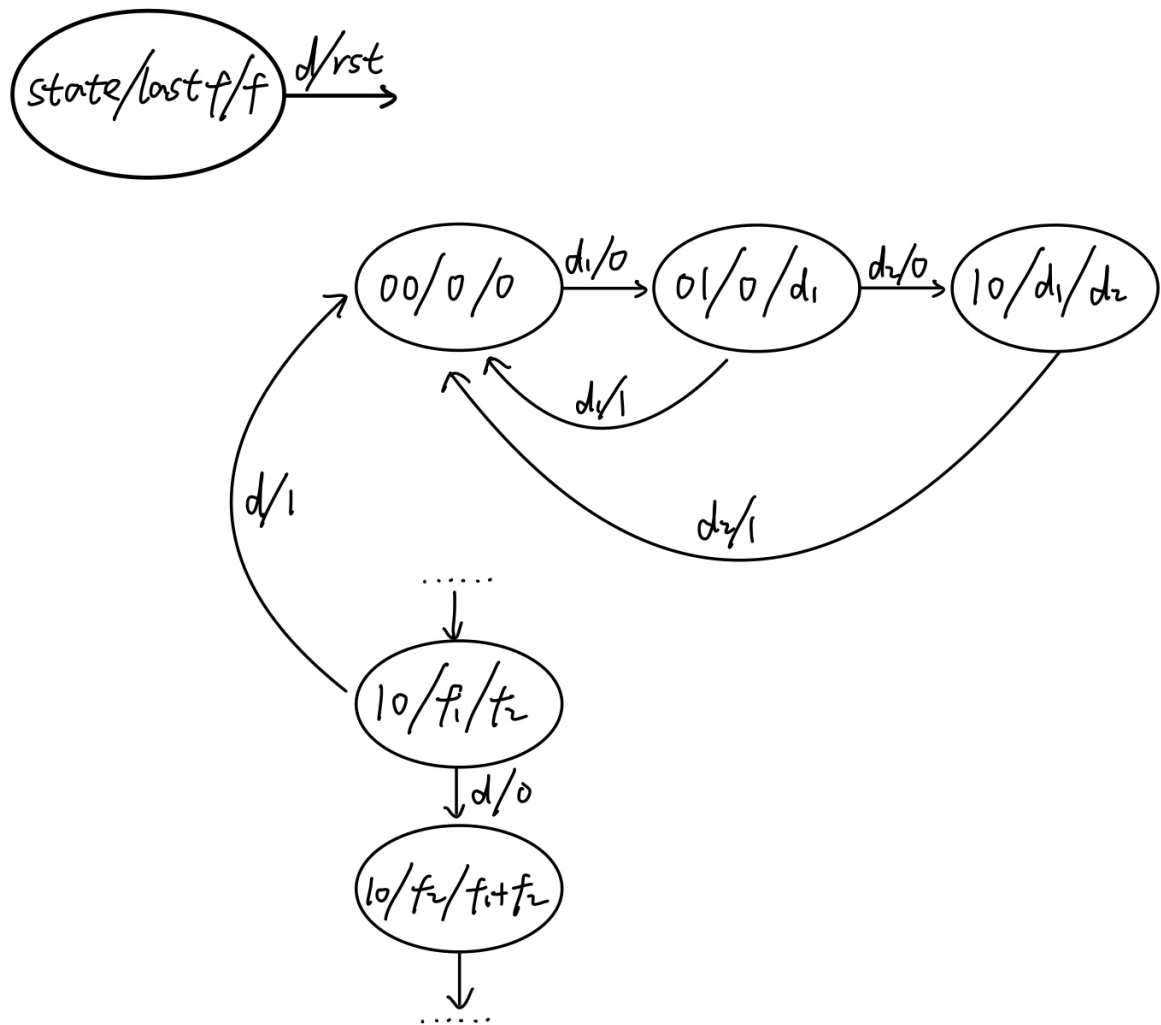 state/last f/f
d/rst
00/0/0
d₁/0
01/0/d₁
d₂/0
10/d₁/d₂
d₁/1
d₂/1
d/1
......
10/f₁/f₂
d/0
10/f₂/f₁+f₂
......